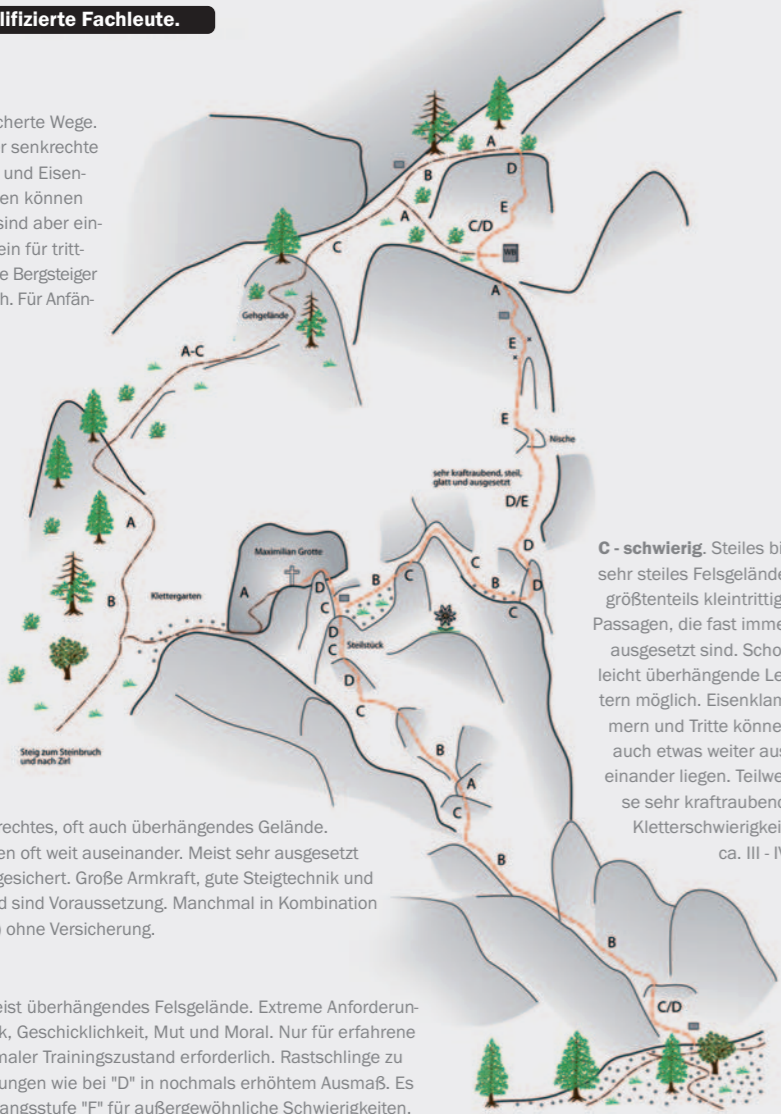 lifizierte Fachleute.
cherte Wege.
r senkrechte
und Eisen-
en können
sind aber ein-
ein für tritt-
e Bergsteiger
h. Für Anfän-
A
B
D
A
E
C/D
C
WB
A
Gehgelände
E
A-C
E
Nische
sehr kraftraubend, steil,
glatt und ausgesetzt
D/E
A
D
Maximilian Grotte
C
B
C
B
D
C
D
C
A
B
Klettergarten
D
C
Steilstück
D
C
Steig zum Steinbruch
und nach Zirl
B
A
C
B
B
C/D
C - schwierig. Steiles bi
sehr steiles Felsgelände
größtenteils kleintrittig
Passagen, die fast imme
ausgesetzt sind. Scho
leicht überhängende Le
tern möglich. Eisenklan
mern und Tritte könne
auch etwas weiter aus
einander liegen. Teilwe
se sehr kraftraubend
Kletterschwierigkei
ca. III - I
rechtes, oft auch überhängendes Gelände.
en oft weit auseinander. Meist sehr ausgesetzt
gesichert. Große Armkraft, gute Steigtechnik und
d sind Voraussetzung. Manchmal in Kombination
) ohne Versicherung.
eist überhängendes Felsgelände. Extreme Anforderun-
k, Geschicklichkeit, Mut und Moral. Nur für erfahrene
maler Trainingszustand erforderlich. Rastschlinge zu
ungen wie bei "D" in nochmals erhöhtem Ausmaß. Es
angsstufe "F" für außergewöhnliche Schwierigkeiten.